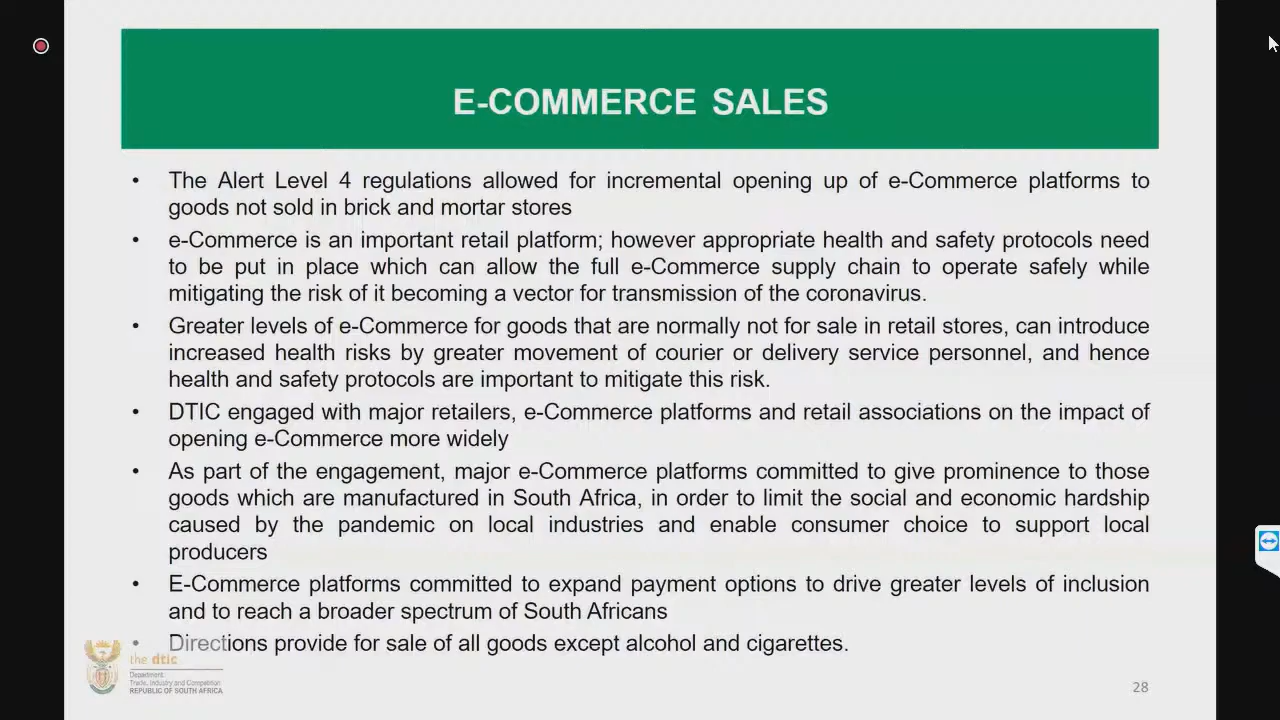 E-COMMERCE SALES
• The Alert Level 4 regulations allowed for incremental opening up of e-Commerce platforms to
goods not sold in brick and mortar stores
• e-Commerce is an important retail platform; however appropriate health and safety protocols need
to be put in place which can allow the full e-Commerce supply chain to operate safely while
mitigating the risk of it becoming a vector for transmission of the coronavirus.
• Greater levels of e-Commerce for goods that are normally not for sale in retail stores, can introduce
increased health risks by greater movement of courier or delivery service personnel, and hence
health and safety protocols are important to mitigate this risk.
• DTIC engaged with major retailers, e-Commerce platforms and retail associations on the impact of
opening e-Commerce more widely
• As part of the engagement, major e-Commerce platforms committed to give prominence to those
goods which are manufactured in South Africa, in order to limit the social and economic hardship
caused by the pandemic on local industries and enable consumer choice to support local
producers
• E-Commerce platforms committed to expand payment options to drive greater levels of inclusion
and to reach a broader spectrum of South Africans
• Directions provide for sale of all goods except alcohol and cigarettes.
the dtic
Department:
Trade, Industry and Competition
REPUBLIC OF SOUTH AFRICA
28